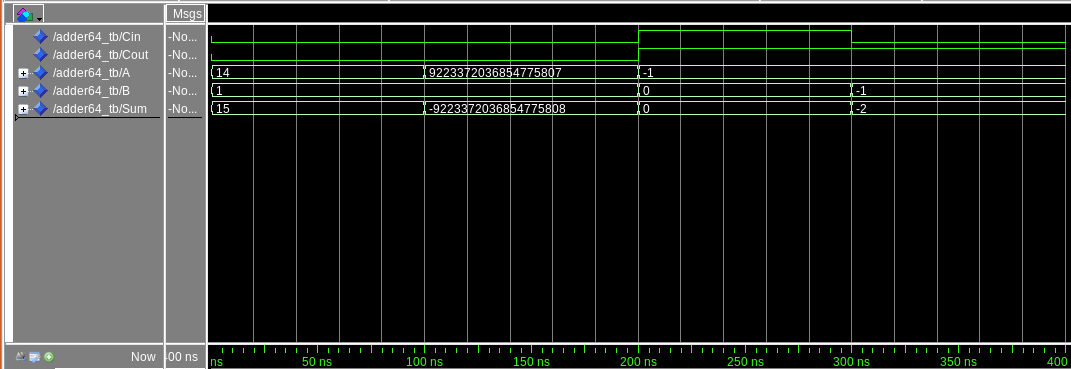 Msgs
/adder64_tb/Cin -No...
/adder64_tb/Cout -No...
/adder64_tb/A -No... 14 9223372036854775807 -1
/adder64_tb/B -No... 1 0 -1
/adder64_tb/Sum -No... 15 -9223372036854775808 0 -2
Now 00 ns ns 50 ns 100 ns 150 ns 200 ns 250 ns 300 ns 350 ns 400